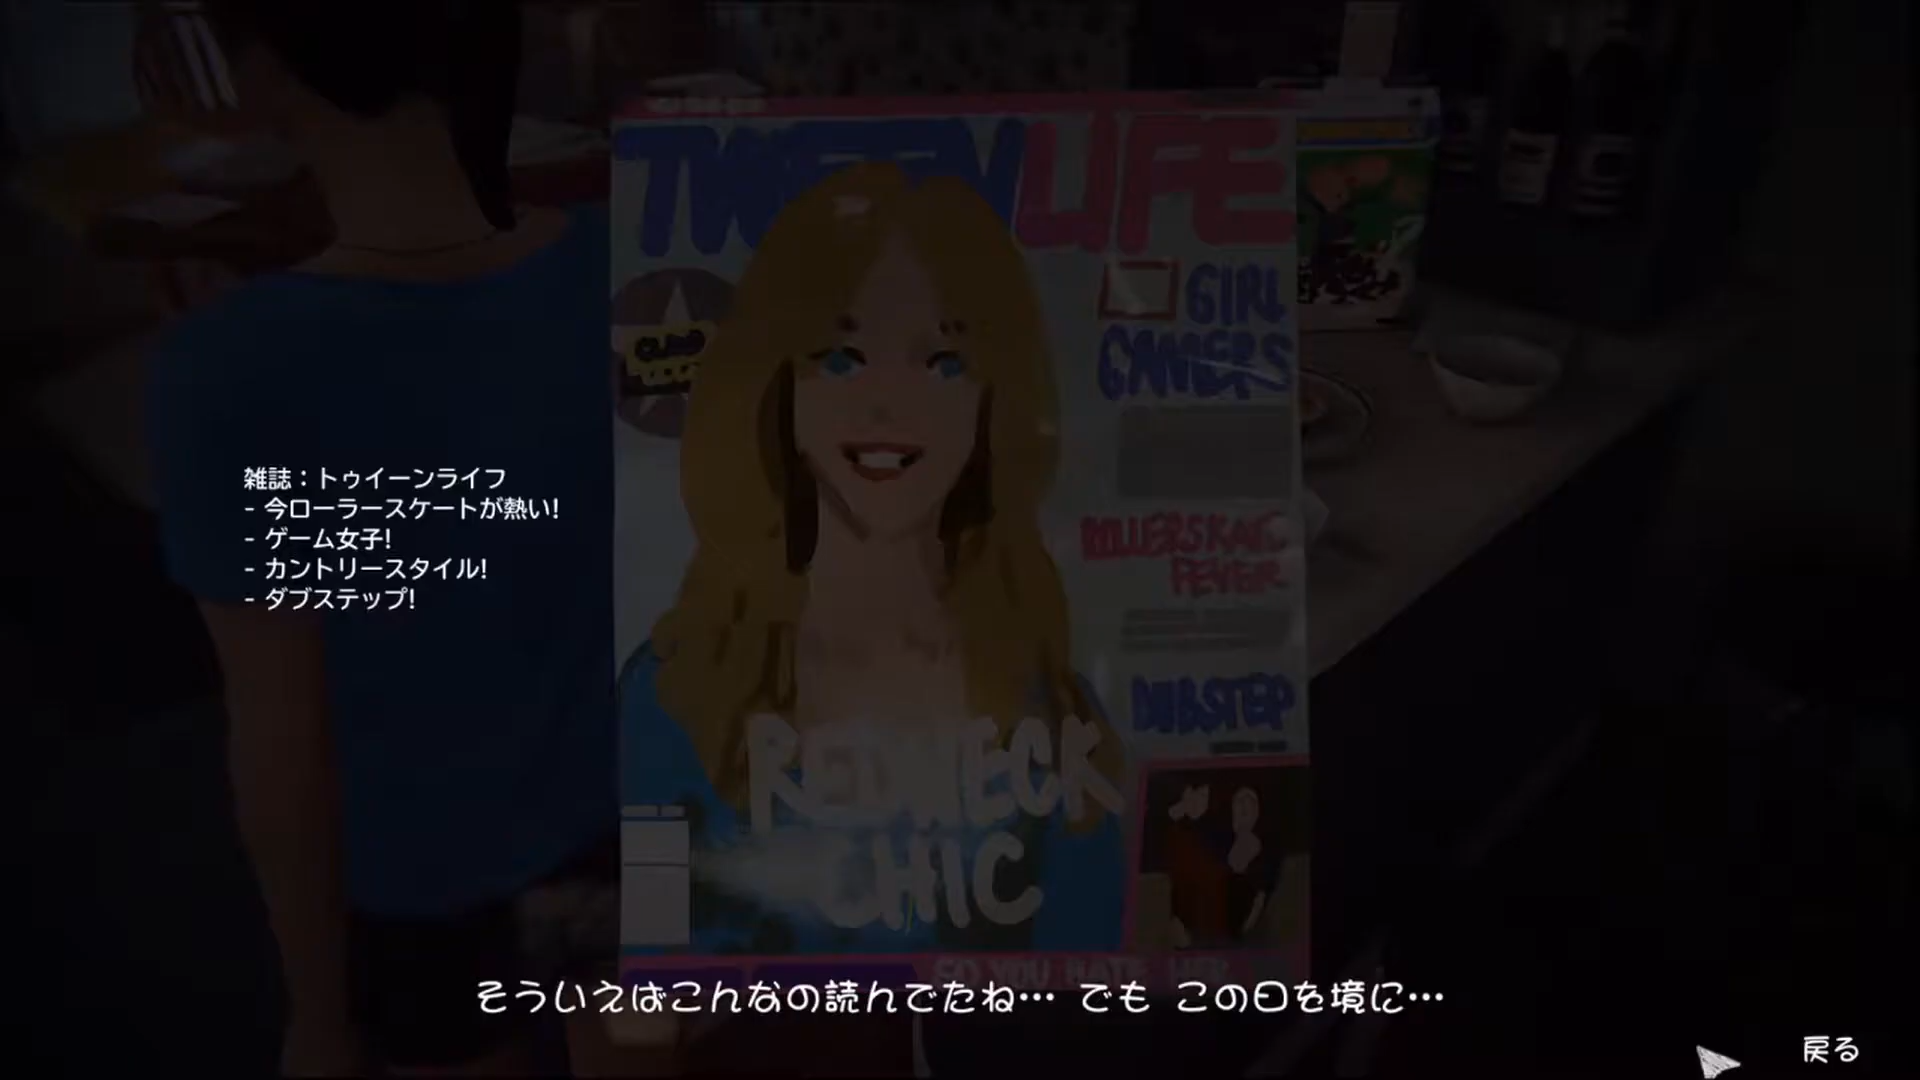 TWEEN LIFE
GIRL
GAMERS
雑誌：トゥイーンライフ
- 今ローラースケートが熱い!
- ゲーム女子!
- カントリースタイル!
- ダブステップ!
ROLLERSKATE
FEVER
DUBSTEP
REDNECK
CHIC
SO YOU HATE HER
そういえばこんなの読んでたね… でも この日を境に…
戻る